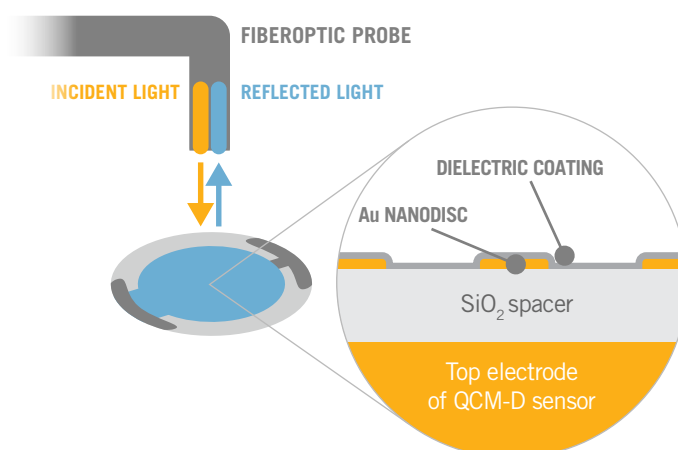 FIBEROPTIC PROBE
INCIDENT LIGHT
REFLECTED LIGHT
DIELECTRIC COATING
Au NANODISC
SiO₂ spacer
Top electrode
of QCM-D sensor